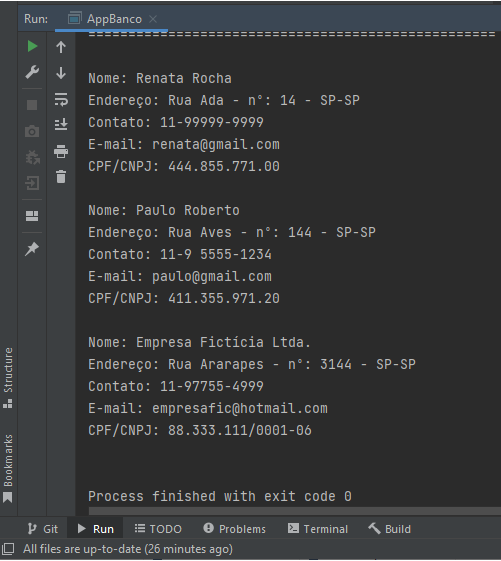 Run: AppBanco
====================================================
Nome: Renata Rocha
Endereço: Rua Ada - n°: 14 - SP-SP
Contato: 11-99999-9999
E-mail: renata@gmail.com
CPF/CNPJ: 444.855.771.00
Nome: Paulo Roberto
Endereço: Rua Aves - n°: 144 - SP-SP
Contato: 11-9 5555-1234
E-mail: paulo@gmail.com
CPF/CNPJ: 411.355.971.20
Nome: Empresa Fictícia Ltda.
Endereço: Rua Ararapes - n°: 3144 - SP-SP
Contato: 11-97755-4999
E-mail: empresafic@hotmail.com
CPF/CNPJ: 88.333.111/0001-06
Process finished with exit code 0
Structure
Bookmarks
Git Run TODO Problems Terminal Build
All files are up-to-date (26 minutes ago)